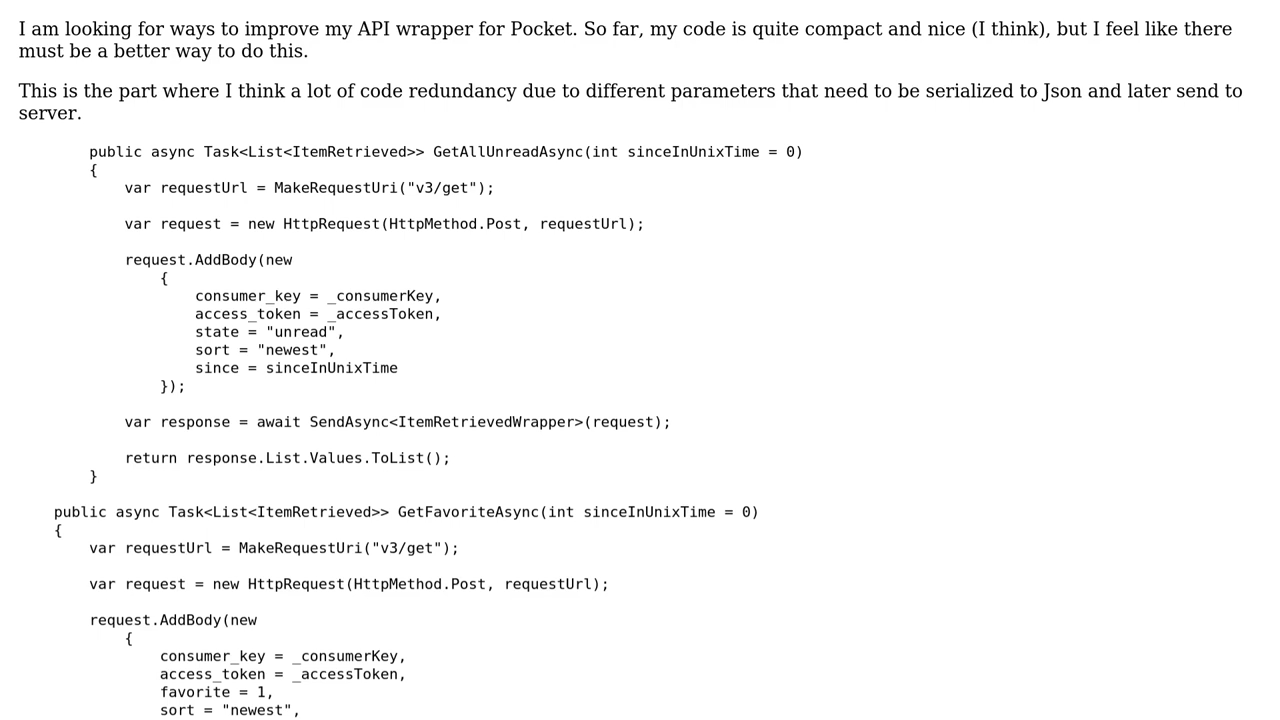 I am looking for ways to improve my API wrapper for Pocket. So far, my code is quite compact and nice (I think), but I feel like there
must be a better way to do this.
This is the part where I think a lot of code redundancy due to different parameters that need to be serialized to Json and later send to
server.
public async Task<List<ItemRetrieved>> GetAllUnreadAsync(int sinceInUnixTime = 0)
{
var requestUrl = MakeRequestUri("v3/get");
var request = new HttpRequest(HttpMethod.Post, requestUrl);
request.AddBody(new
{
consumer_key = _consumerKey,
access_token = _accessToken,
state = "unread",
sort = "newest",
since = sinceInUnixTime
});
var response = await SendAsync<ItemRetrievedWrapper>(request);
return response.List.Values.ToList();
}
public async Task<List<ItemRetrieved>> GetFavoriteAsync(int sinceInUnixTime = 0)
{
var requestUrl = MakeRequestUri("v3/get");
var request = new HttpRequest(HttpMethod.Post, requestUrl);
request.AddBody(new
{
consumer_key = _consumerKey,
access_token = _accessToken,
favorite = 1,
sort = "newest",